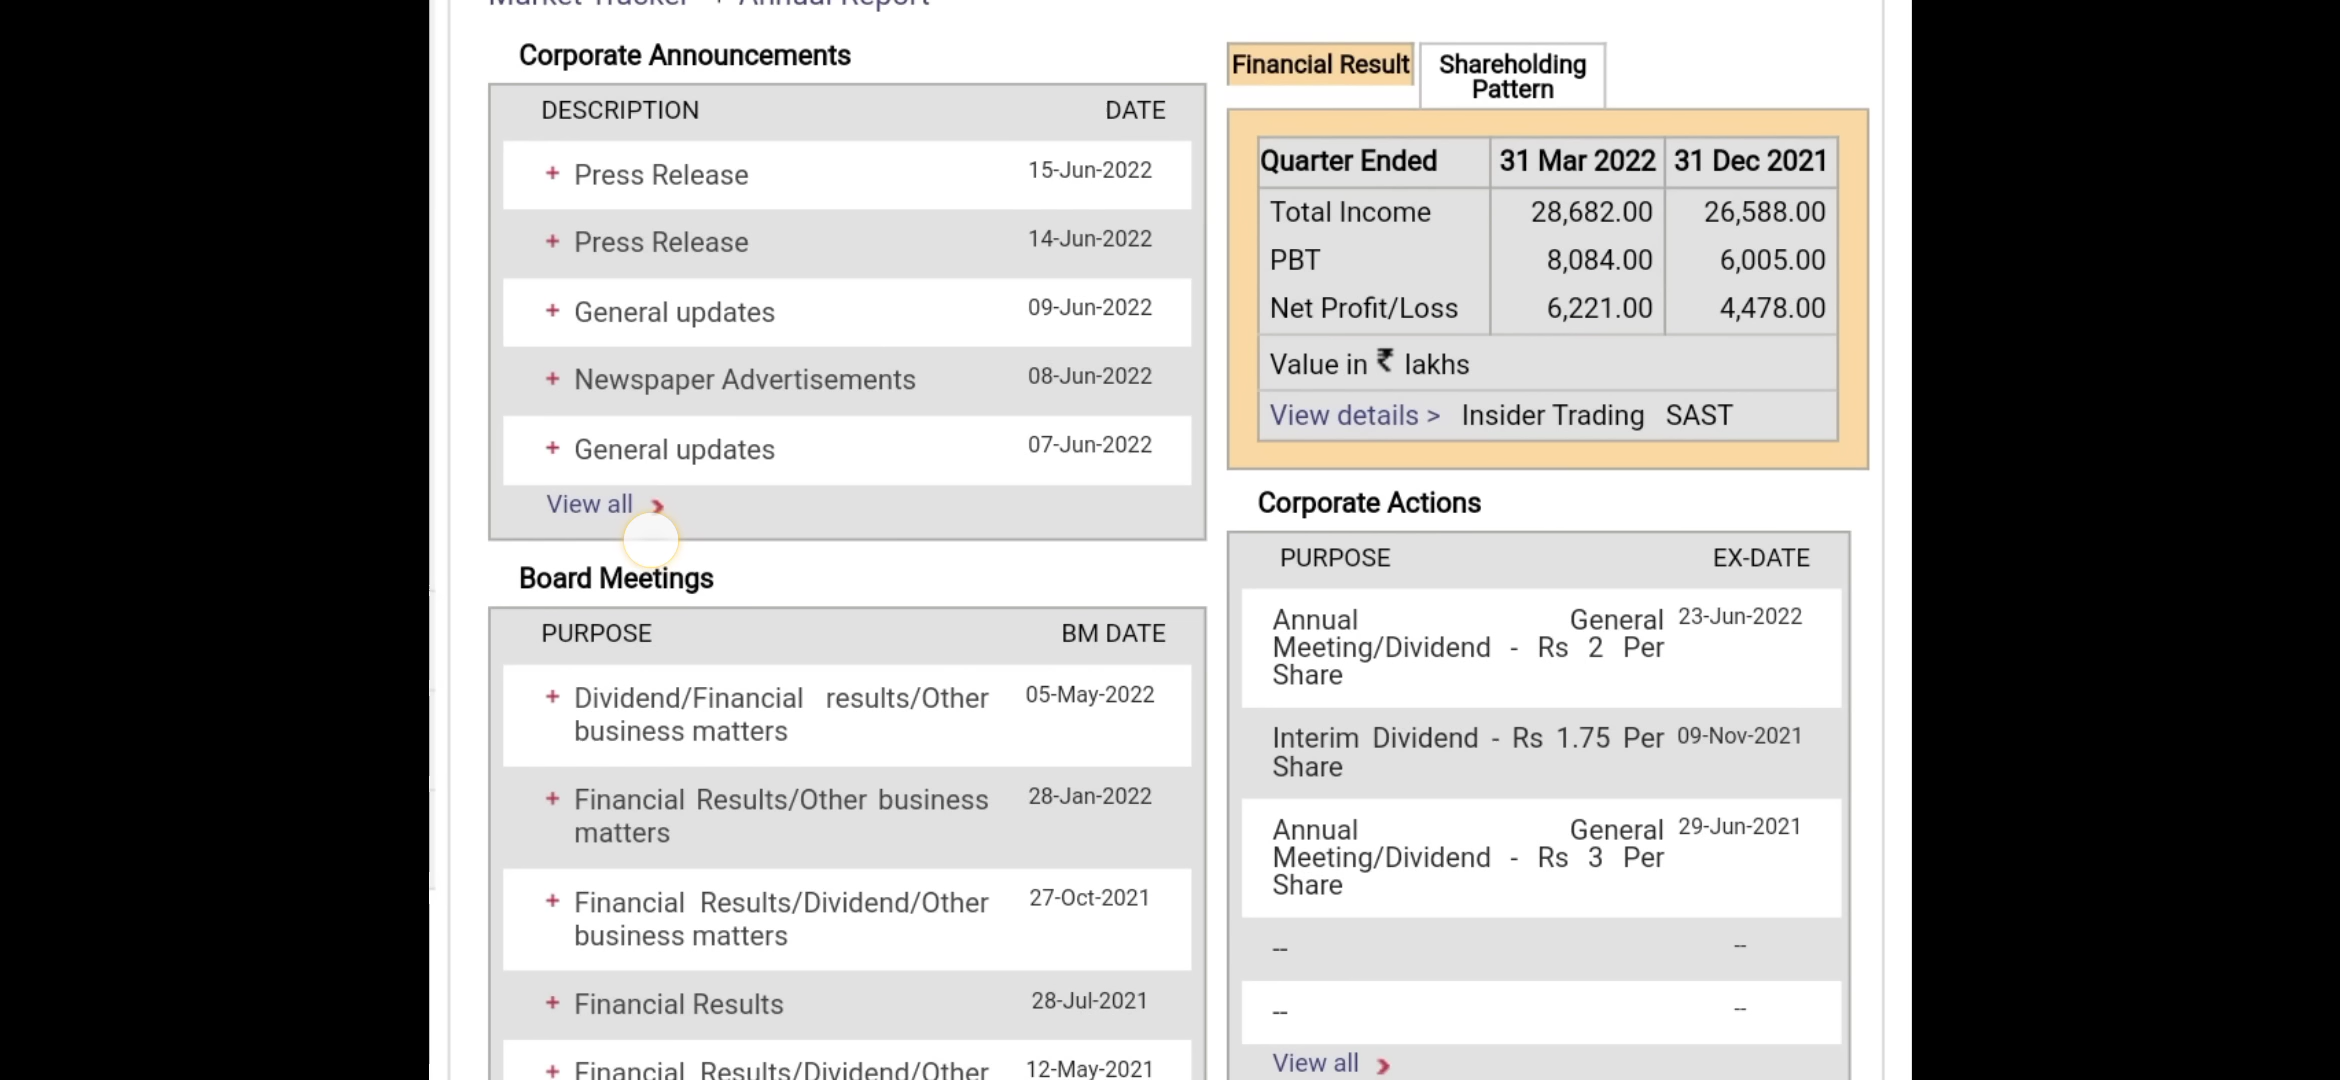 Market Tracker + Annual Report
Corporate Announcements
DESCRIPTION DATE
+ Press Release 15-Jun-2022
+ Press Release 14-Jun-2022
+ General updates 09-Jun-2022
+ Newspaper Advertisements 08-Jun-2022
+ General updates 07-Jun-2022
View all >
Board Meetings
PURPOSE BM DATE
+ Dividend/Financial results/Other 05-May-2022
business matters
+ Financial Results/Other business 28-Jan-2022
matters
+ Financial Results/Dividend/Other 27-Oct-2021
business matters
+ Financial Results 28-Jul-2021
+ Financial Results/Dividend/Other 12-May-2021
Financial Result
Shareholding
Pattern
Quarter Ended 31 Mar 2022 31 Dec 2021
Total Income 28,682.00 26,588.00
PBT 8,084.00 6,005.00
Net Profit/Loss 6,221.00 4,478.00
Value in ₹ lakhs
View details > Insider Trading SAST
Corporate Actions
PURPOSE EX-DATE
Annual General 23-Jun-2022
Meeting/Dividend - Rs 2 Per
Share
Interim Dividend - Rs 1.75 Per 09-Nov-2021
Share
Annual General 29-Jun-2021
Meeting/Dividend - Rs 3 Per
Share
-- --
-- --
View all >